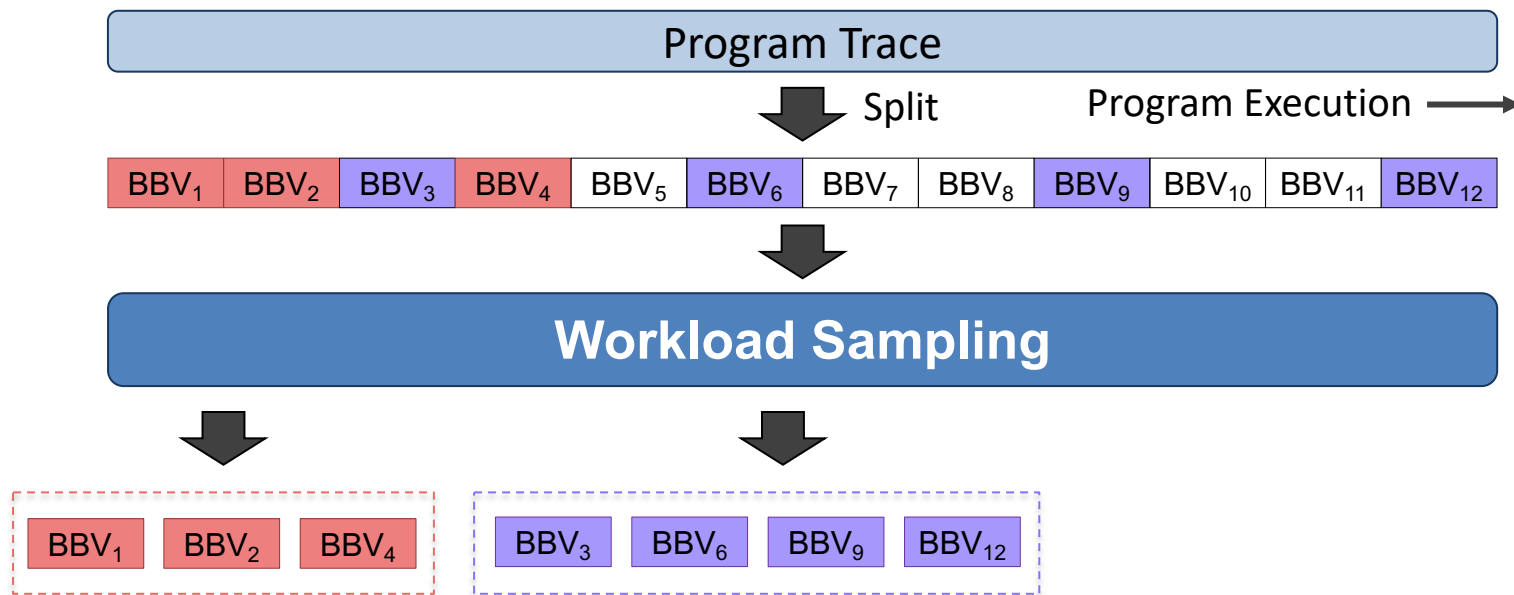 Program Trace
Split
Program Execution
BBV₁ BBV₂ BBV₃ BBV₄ BBV₅ BBV₆ BBV₇ BBV₈ BBV₉ BBV₁₀ BBV₁₁ BBV₁₂
Workload Sampling
BBV₁ BBV₂ BBV₄ BBV₃ BBV₆ BBV₉ BBV₁₂